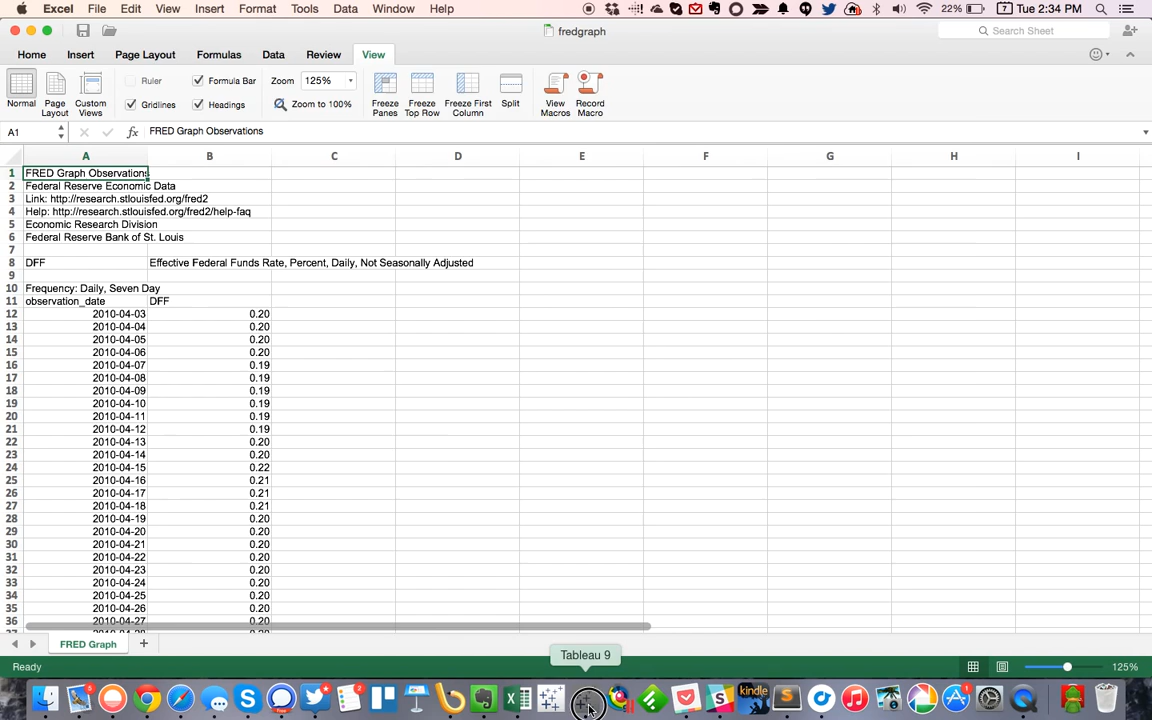 Excel File Edit View Insert Format Tools Data Window Help 22% 7 Tue 2:34 PM
fredgraph Search Sheet
Home Insert Page Layout Formulas Data Review View
Ruler Formula Bar Zoom 125%
Gridlines Headings Zoom to 100%
Normal Page Layout Custom Views Freeze Panes Freeze Top Row Freeze First Column Split View Macros Record Macro
A1 fx FRED Graph Observations
A B C D E F G H I
1 FRED Graph Observations
2 Federal Reserve Economic Data
3 Link: http://research.stlouisfed.org/fred2
4 Help: http://research.stlouisfed.org/fred2/help-faq
5 Economic Research Division
6 Federal Reserve Bank of St. Louis
7
8 DFF Effective Federal Funds Rate, Percent, Daily, Not Seasonally Adjusted
9
10 Frequency: Daily, Seven Day
11 observation_date DFF
12 2010-04-03 0.20
13 2010-04-04 0.20
14 2010-04-05 0.20
15 2010-04-06 0.20
16 2010-04-07 0.19
17 2010-04-08 0.19
18 2010-04-09 0.19
19 2010-04-10 0.19
20 2010-04-11 0.19
21 2010-04-12 0.19
22 2010-04-13 0.20
23 2010-04-14 0.20
24 2010-04-15 0.22
25 2010-04-16 0.21
26 2010-04-17 0.21
27 2010-04-18 0.21
28 2010-04-19 0.20
29 2010-04-20 0.20
30 2010-04-21 0.20
31 2010-04-22 0.20
32 2010-04-23 0.20
33 2010-04-24 0.20
34 2010-04-25 0.20
35 2010-04-26 0.20
36 2010-04-27 0.20
FRED Graph
Tableau 9
Ready 125%
kindle